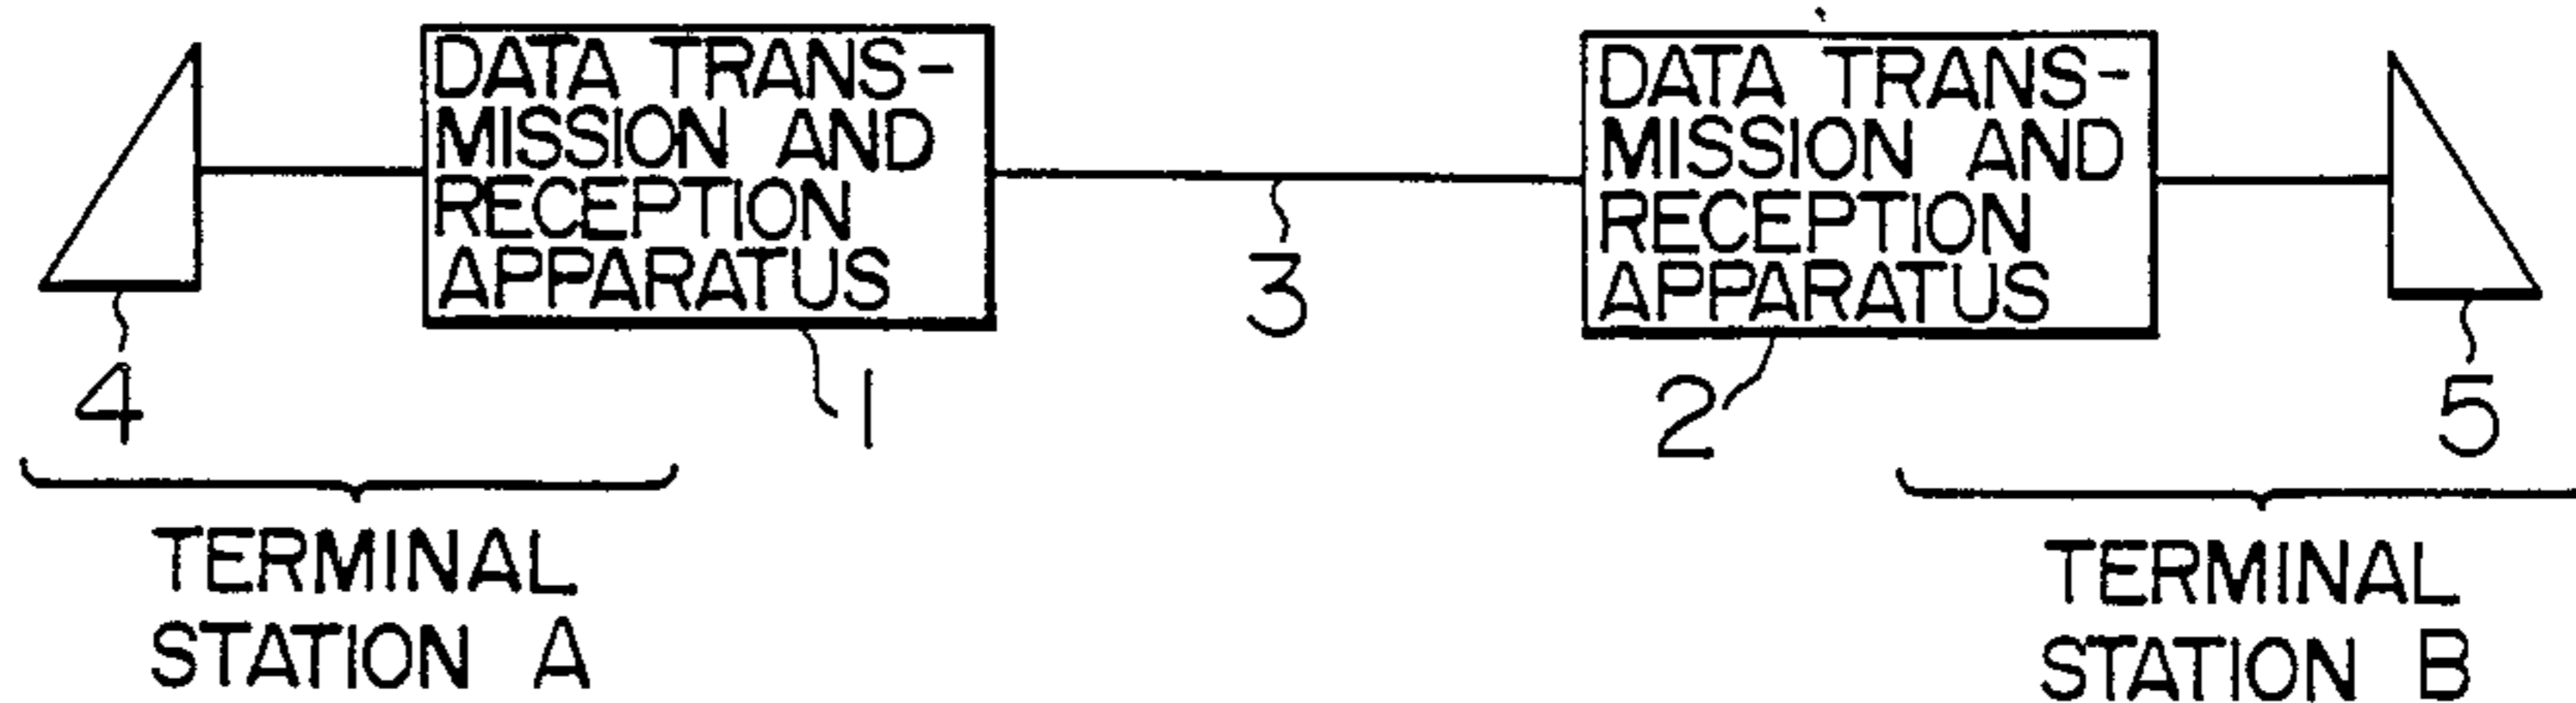 DATA TRANS-
MISSION AND
RECEPTION
APPARATUS
DATA TRANS-
MISSION AND
RECEPTION
APPARATUS
3
4
1
2
5
TERMINAL
STATION A
TERMINAL
STATION B